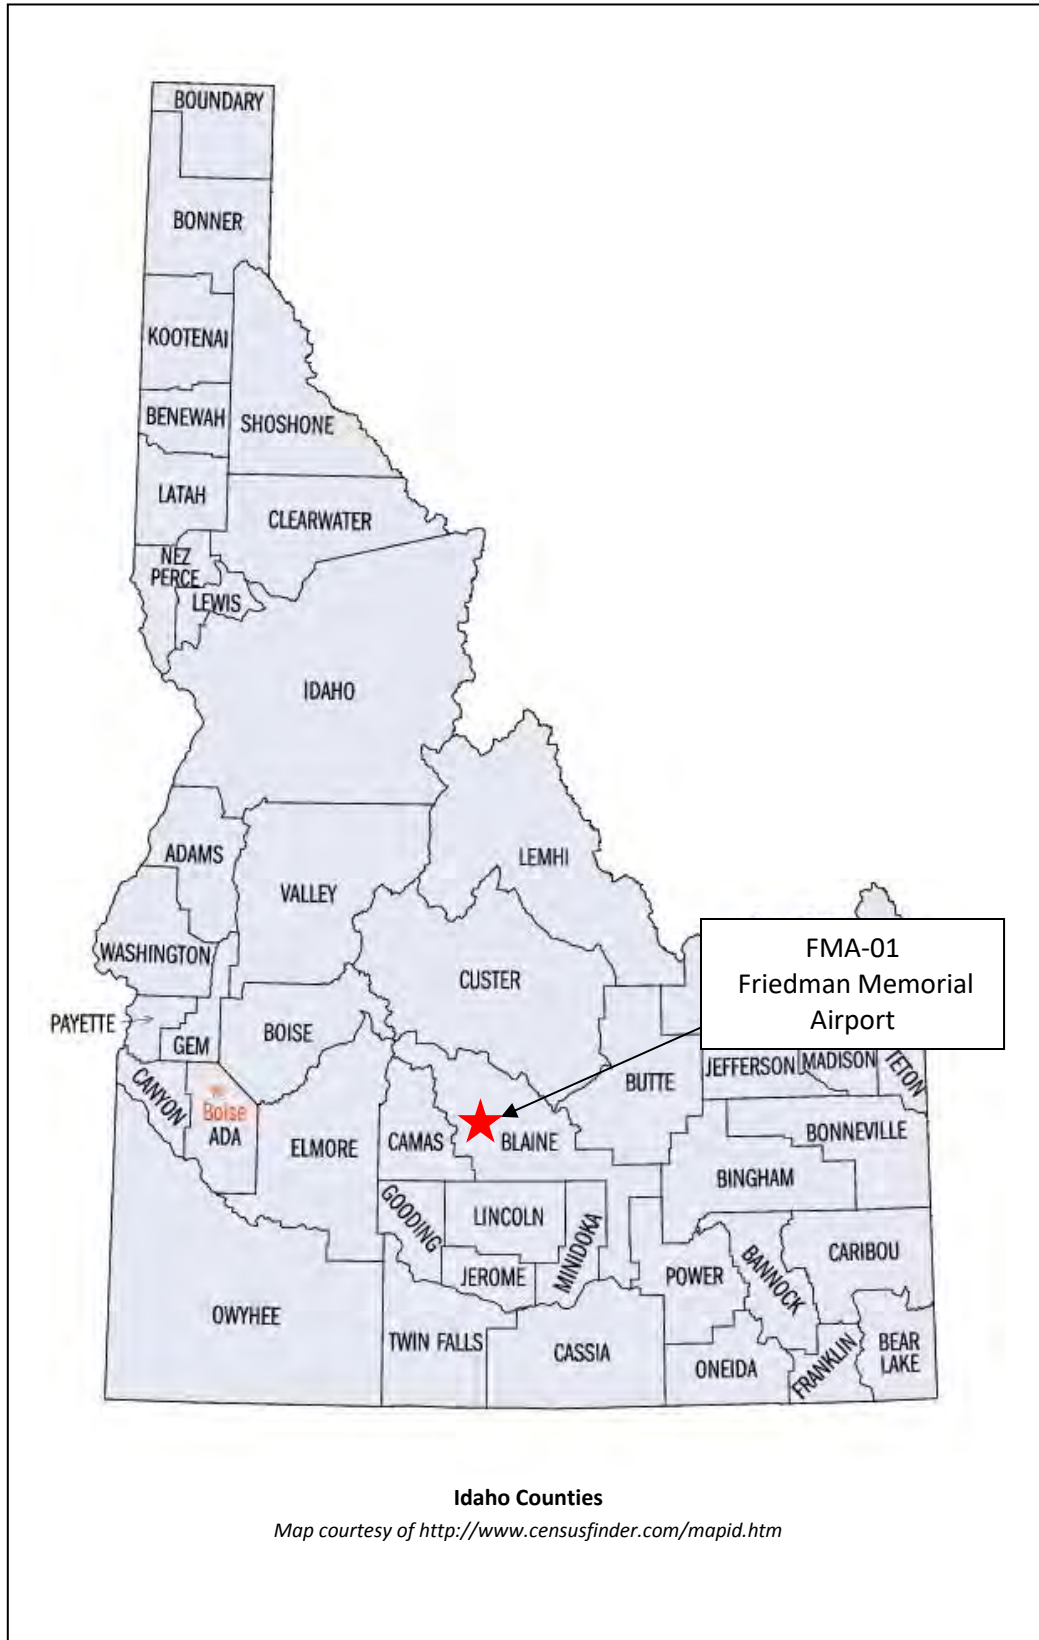 BOUNDARY
BONNER
KOOTENAI
BENEWAH
SHOSHONE
LATAH
CLEARWATER
NEZ
PERCE
LEWIS
IDAHO
ADAMS
LEMHI
VALLEY
WASHINGTON
CUSTER
FMA-01
Friedman Memorial
Airport
PAYETTE
BOISE
GEM
JEFFERSON
MADISON
TETON
CANYON
BUTTE
Boise
ADA
ELMORE
CAMAS
BLAINE
BONNEVILLE
BINGHAM
GOODING
LINCOLN
MINIDOKA
JEROME
POWER
BANNOCK
CARIBOU
OWYHEE
TWIN FALLS
CASSIA
ONEIDA
FRANKLIN
BEAR
LAKE
Idaho Counties
Map courtesy of http://www.censusfinder.com/mapid.htm